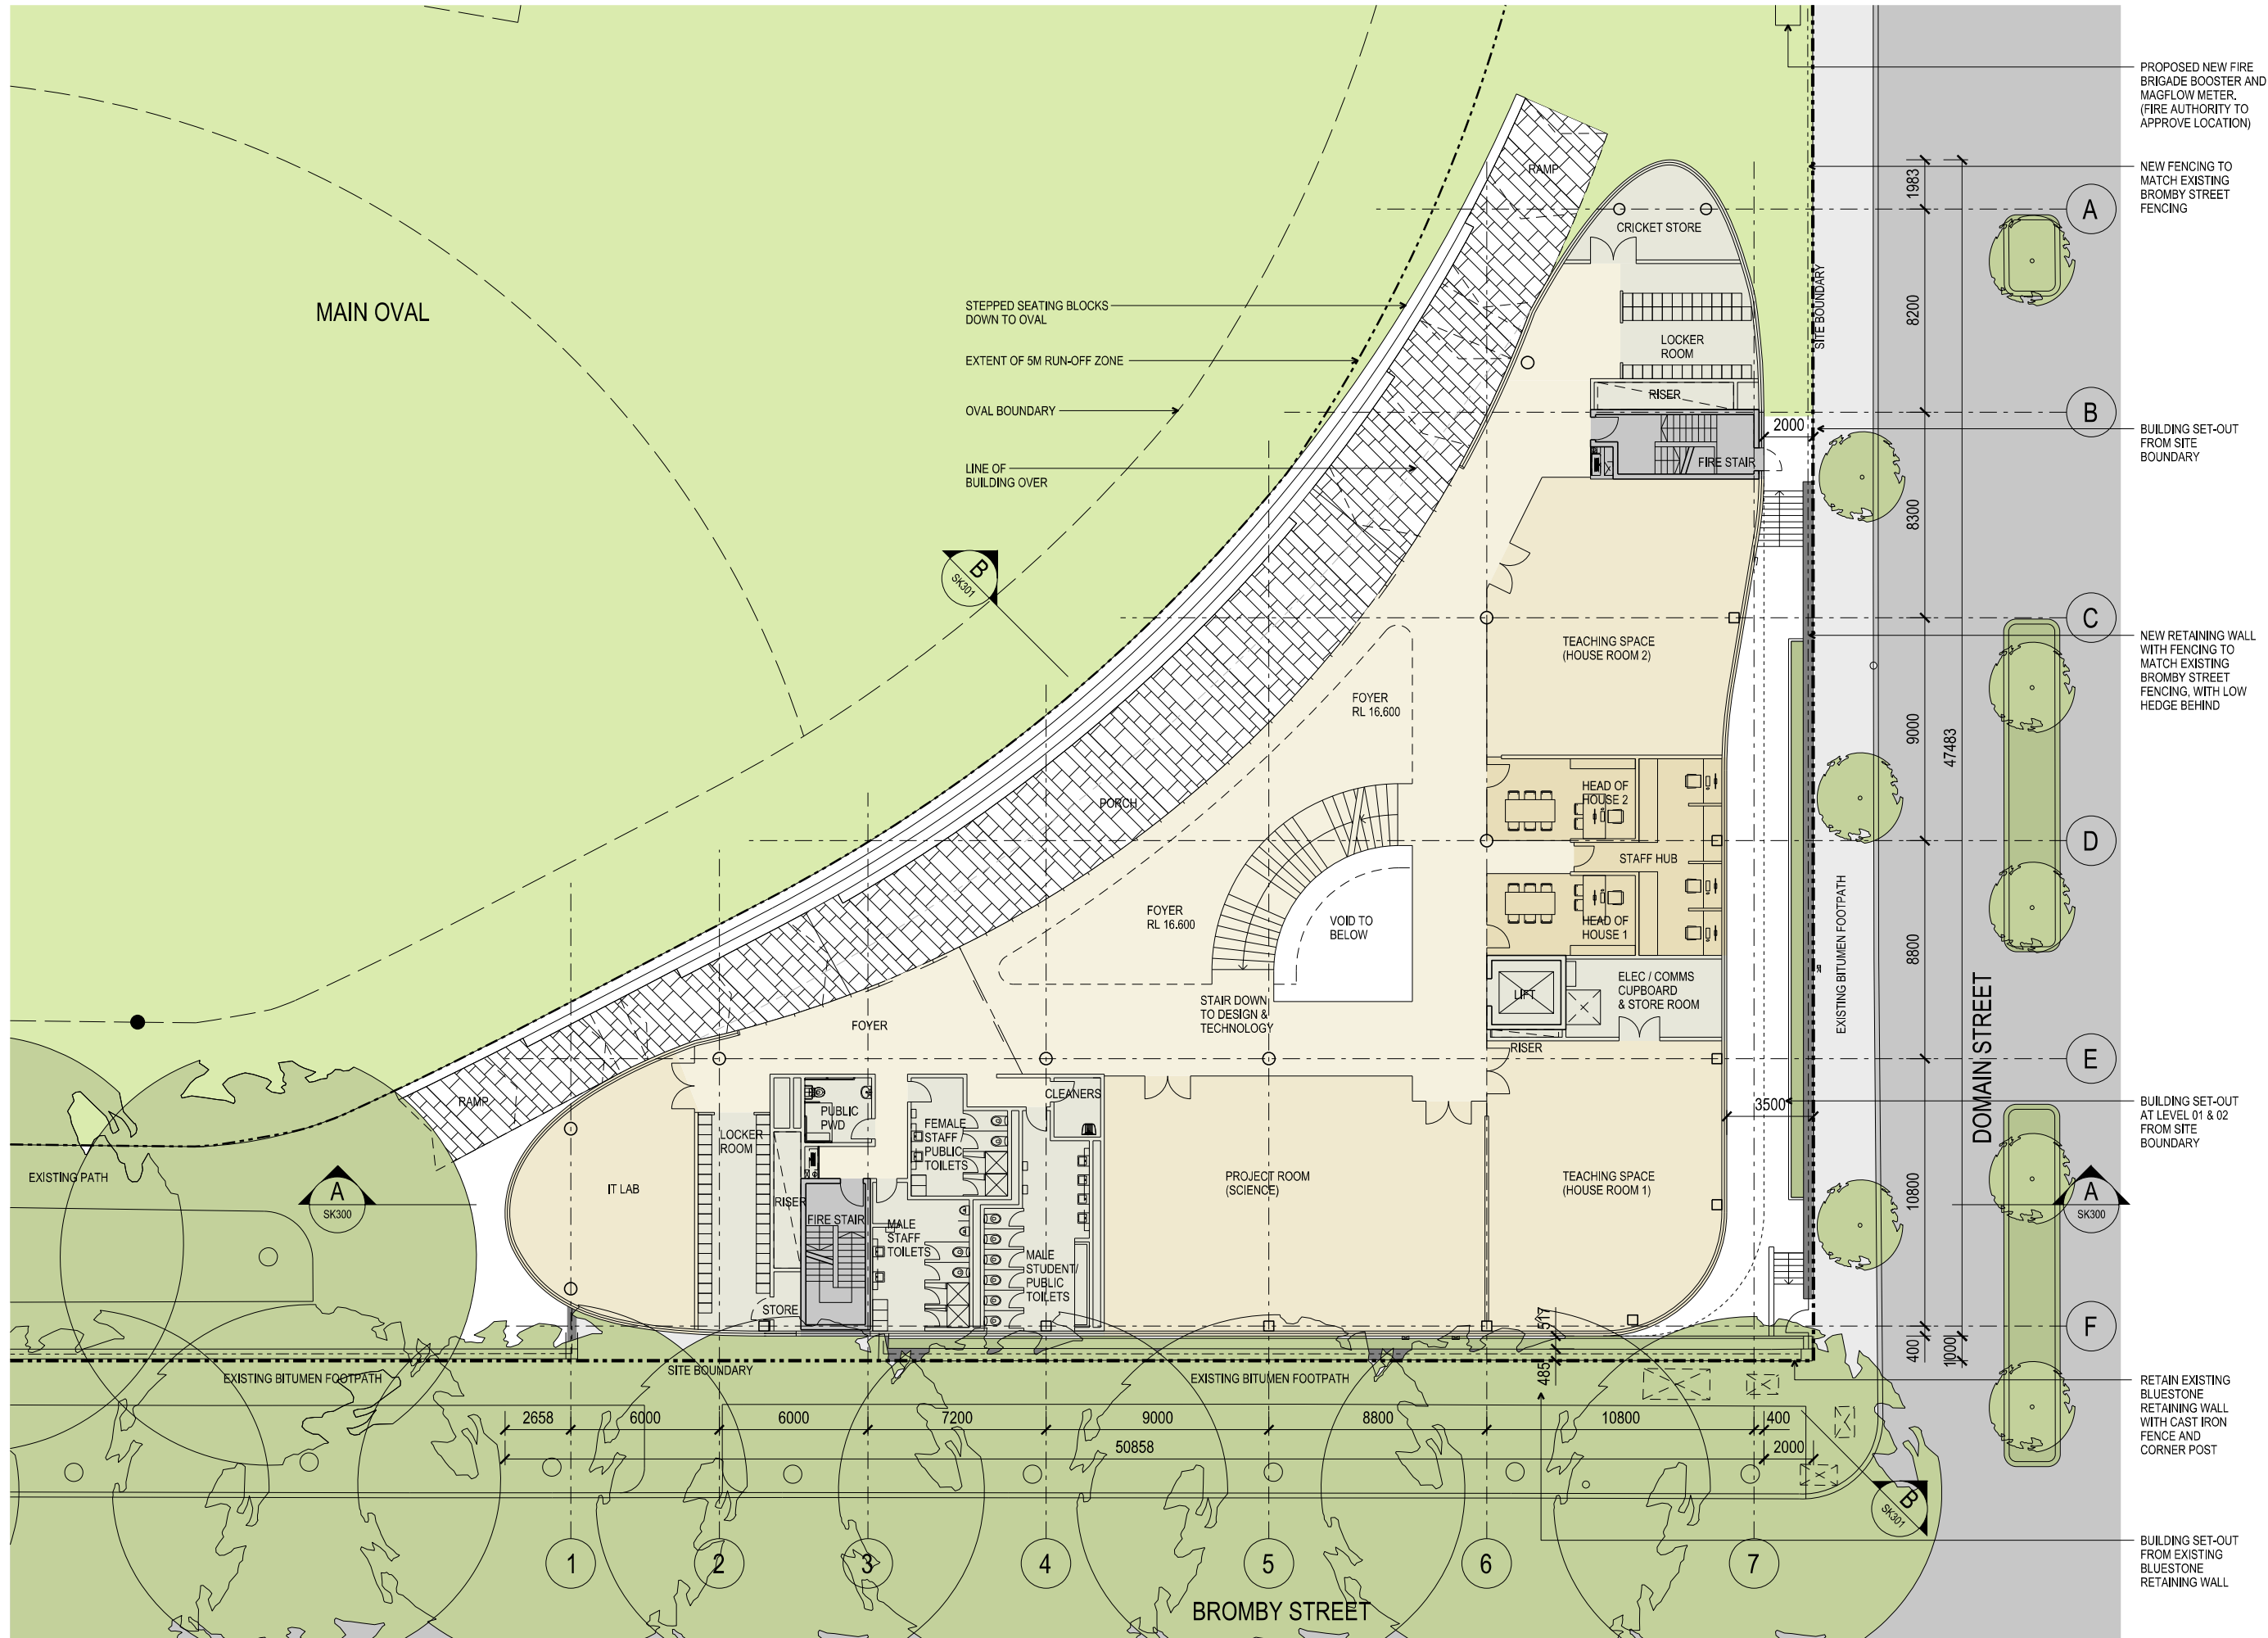 PROPOSED NEW FIRE
BRIGADE BOOSTER AND
MAGFLOW METER.
(FIRE AUTHORITY TO
APPROVE LOCATION)
NEW FENCING TO
MATCH EXISTING
BROMBY STREET
FENCING
BUILDING SET-OUT
FROM SITE
BOUNDARY
NEW RETAINING WALL
WITH FENCING TO
MATCH EXISTING
BROMBY STREET
FENCING, WITH LOW
HEDGE BEHIND
BUILDING SET-OUT
AT LEVEL 01 & 02
FROM SITE
BOUNDARY
RETAIN EXISTING
BLUESTONE
RETAINING WALL
WITH CAST IRON
FENCE AND
CORNER POST
BUILDING SET-OUT
FROM EXISTING
BLUESTONE
RETAINING WALL
MAIN OVAL
STEPPED SEATING BLOCKS
DOWN TO OVAL
EXTENT OF 5M RUN-OFF ZONE
OVAL BOUNDARY
LINE OF
BUILDING OVER
B
SK301
RAMP
CRICKET STORE
LOCKER
ROOM
RISER
FIRE STAIR
SITE BOUNDARY
2000
TEACHING SPACE
(HOUSE ROOM 2)
FOYER
RL 16.600
PORCH
HEAD OF
HOUSE 2
STAFF HUB
HEAD OF
HOUSE 1
FOYER
RL 16.600
VOID TO
BELOW
ELEC / COMMS
CUPBOARD
& STORE ROOM
LIFT
STAIR DOWN
TO DESIGN &
TECHNOLOGY
FOYER
RISER
RAMP
CLEANERS
PUBLIC
PWD
FEMALE
STAFF /
PUBLIC
TOILETS
LOCKER
ROOM
IT LAB
RISER
FIRE STAIR
MALE
STAFF
TOILETS
MALE
STUDENT/
PUBLIC
TOILETS
STORE
PROJECT ROOM
(SCIENCE)
TEACHING SPACE
(HOUSE ROOM 1)
3500
EXISTING PATH
A
SK300
A
SK300
EXISTING BITUMEN FOOTPATH
DOMAIN STREET
1983
8200
8300
9000
47483
8800
10800
400
1000
A
B
C
D
E
F
517
485
EXISTING BITUMEN FOOTPATH
SITE BOUNDARY
EXISTING BITUMEN FOOTPATH
2658
6000
6000
7200
9000
8800
10800
400
50858
2000
B
SK301
1
2
3
4
5
6
7
BROMBY STREET